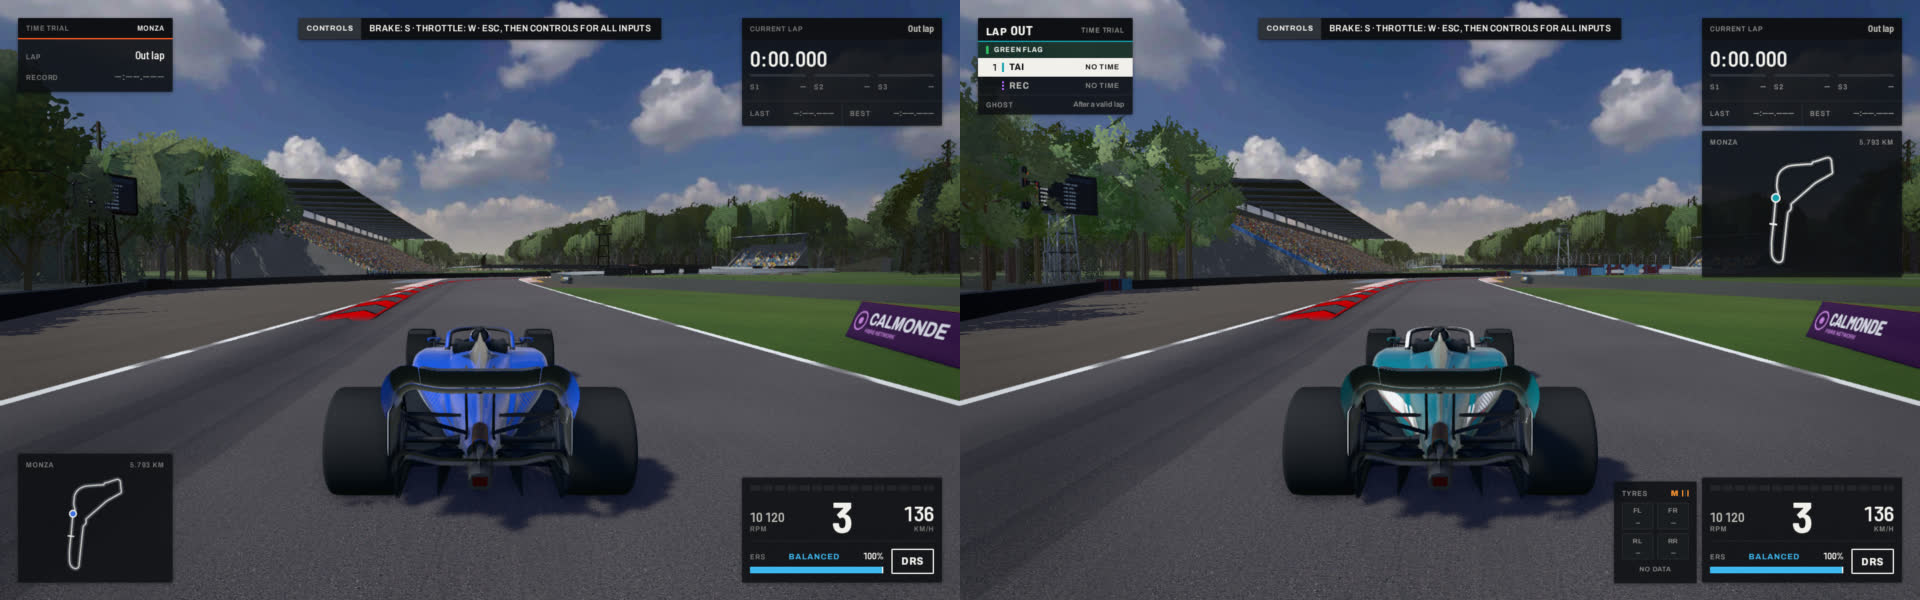 TIME TRIAL MONZA
LAP Out lap
RECORD --:--.---
CONTROLS BRAKE: S · THROTTLE: W · ESC, THEN CONTROLS FOR ALL INPUTS
CURRENT LAP Out lap
0:00.000
S1 -- S2 -- S3 --
LAST --:--.--- BEST --:--.---
CALMONDE
MONZA 5.793 KM
10 120 RPM
3
136 KM/H
ERS BALANCED 100%
DRS
LAP OUT TIME TRIAL
GREEN FLAG
1 TAI NO TIME
REC NO TIME
GHOST After a valid lap
CONTROLS BRAKE: S · THROTTLE: W · ESC, THEN CONTROLS FOR ALL INPUTS
CURRENT LAP Out lap
0:00.000
S1 -- S2 -- S3 --
LAST --:--.--- BEST --:--.---
MONZA 5.793 KM
CALMONDE
TYRES M
FL FR
– –
RL RR
– –
NO DATA
10 120 RPM
3
136 KM/H
ERS BALANCED 100%
DRS